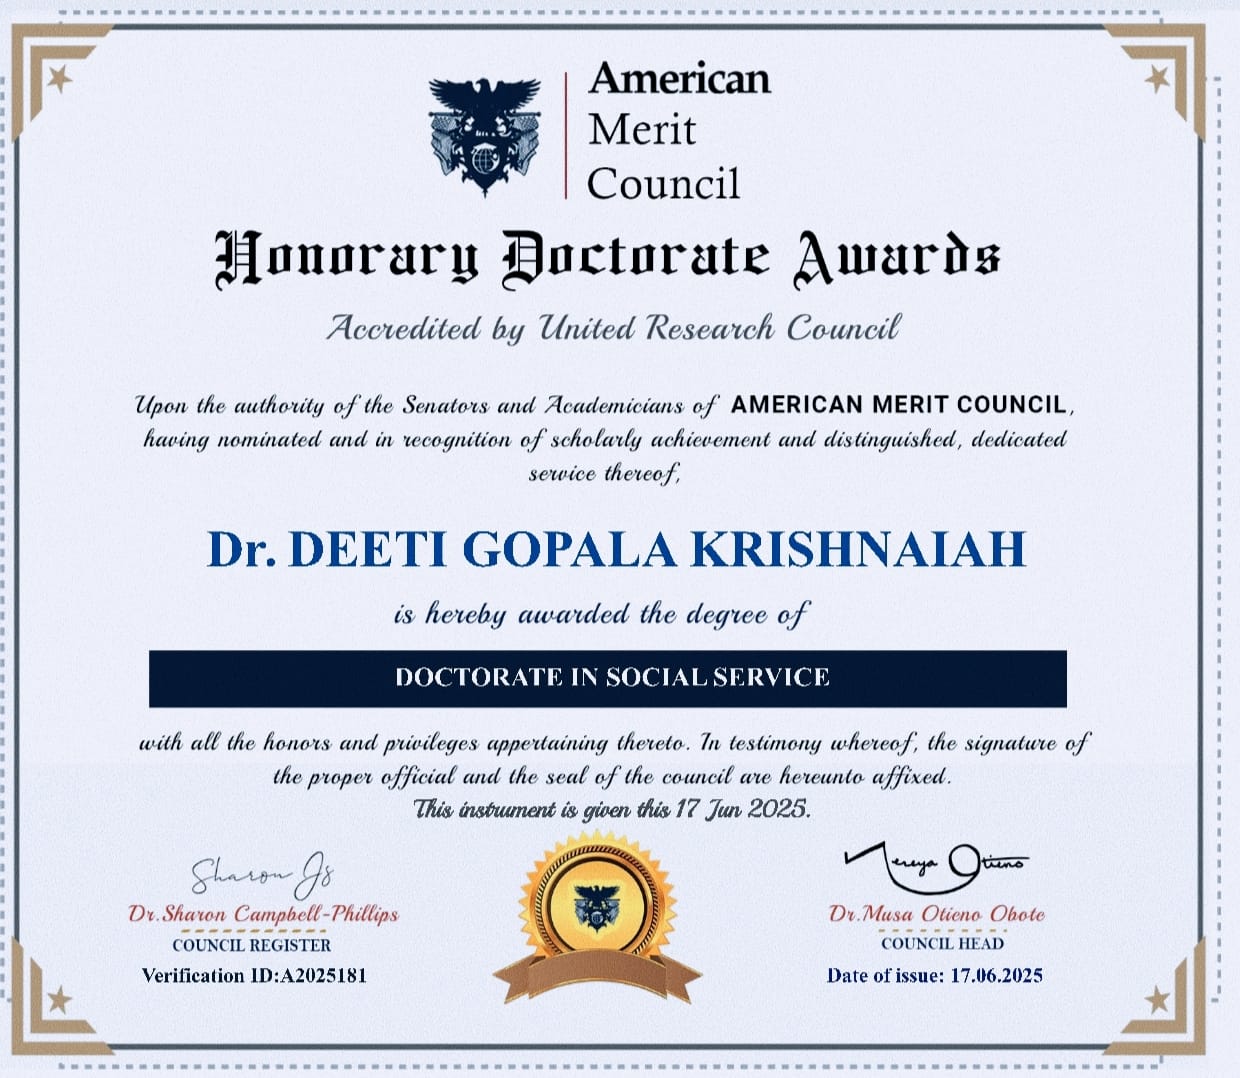 American
Merit
Council
Honorary Doctorate Awards
Accredited by United Research Council
Upon the authority of the Senators and Academicians of AMERICAN MERIT COUNCIL,
having nominated and in recognition of scholarly achievement and distinguished, dedicated
service thereof,
Dr. DEETI GOPALA KRISHNAIAH
is hereby awarded the degree of
DOCTORATE IN SOCIAL SERVICE
with all the honors and privileges appertaining thereto. In testimony whereof, the signature of
the proper official and the seal of the council are hereunto affixed.
This instrument is given this 17 Jun 2025.
Sharon Js
Dr.Sharon Campbell-Phillips
COUNCIL REGISTER
Verification ID:A2025181
Otieno
Dr.Musa Otieno Obote
COUNCIL HEAD
Date of issue: 17.06.2025